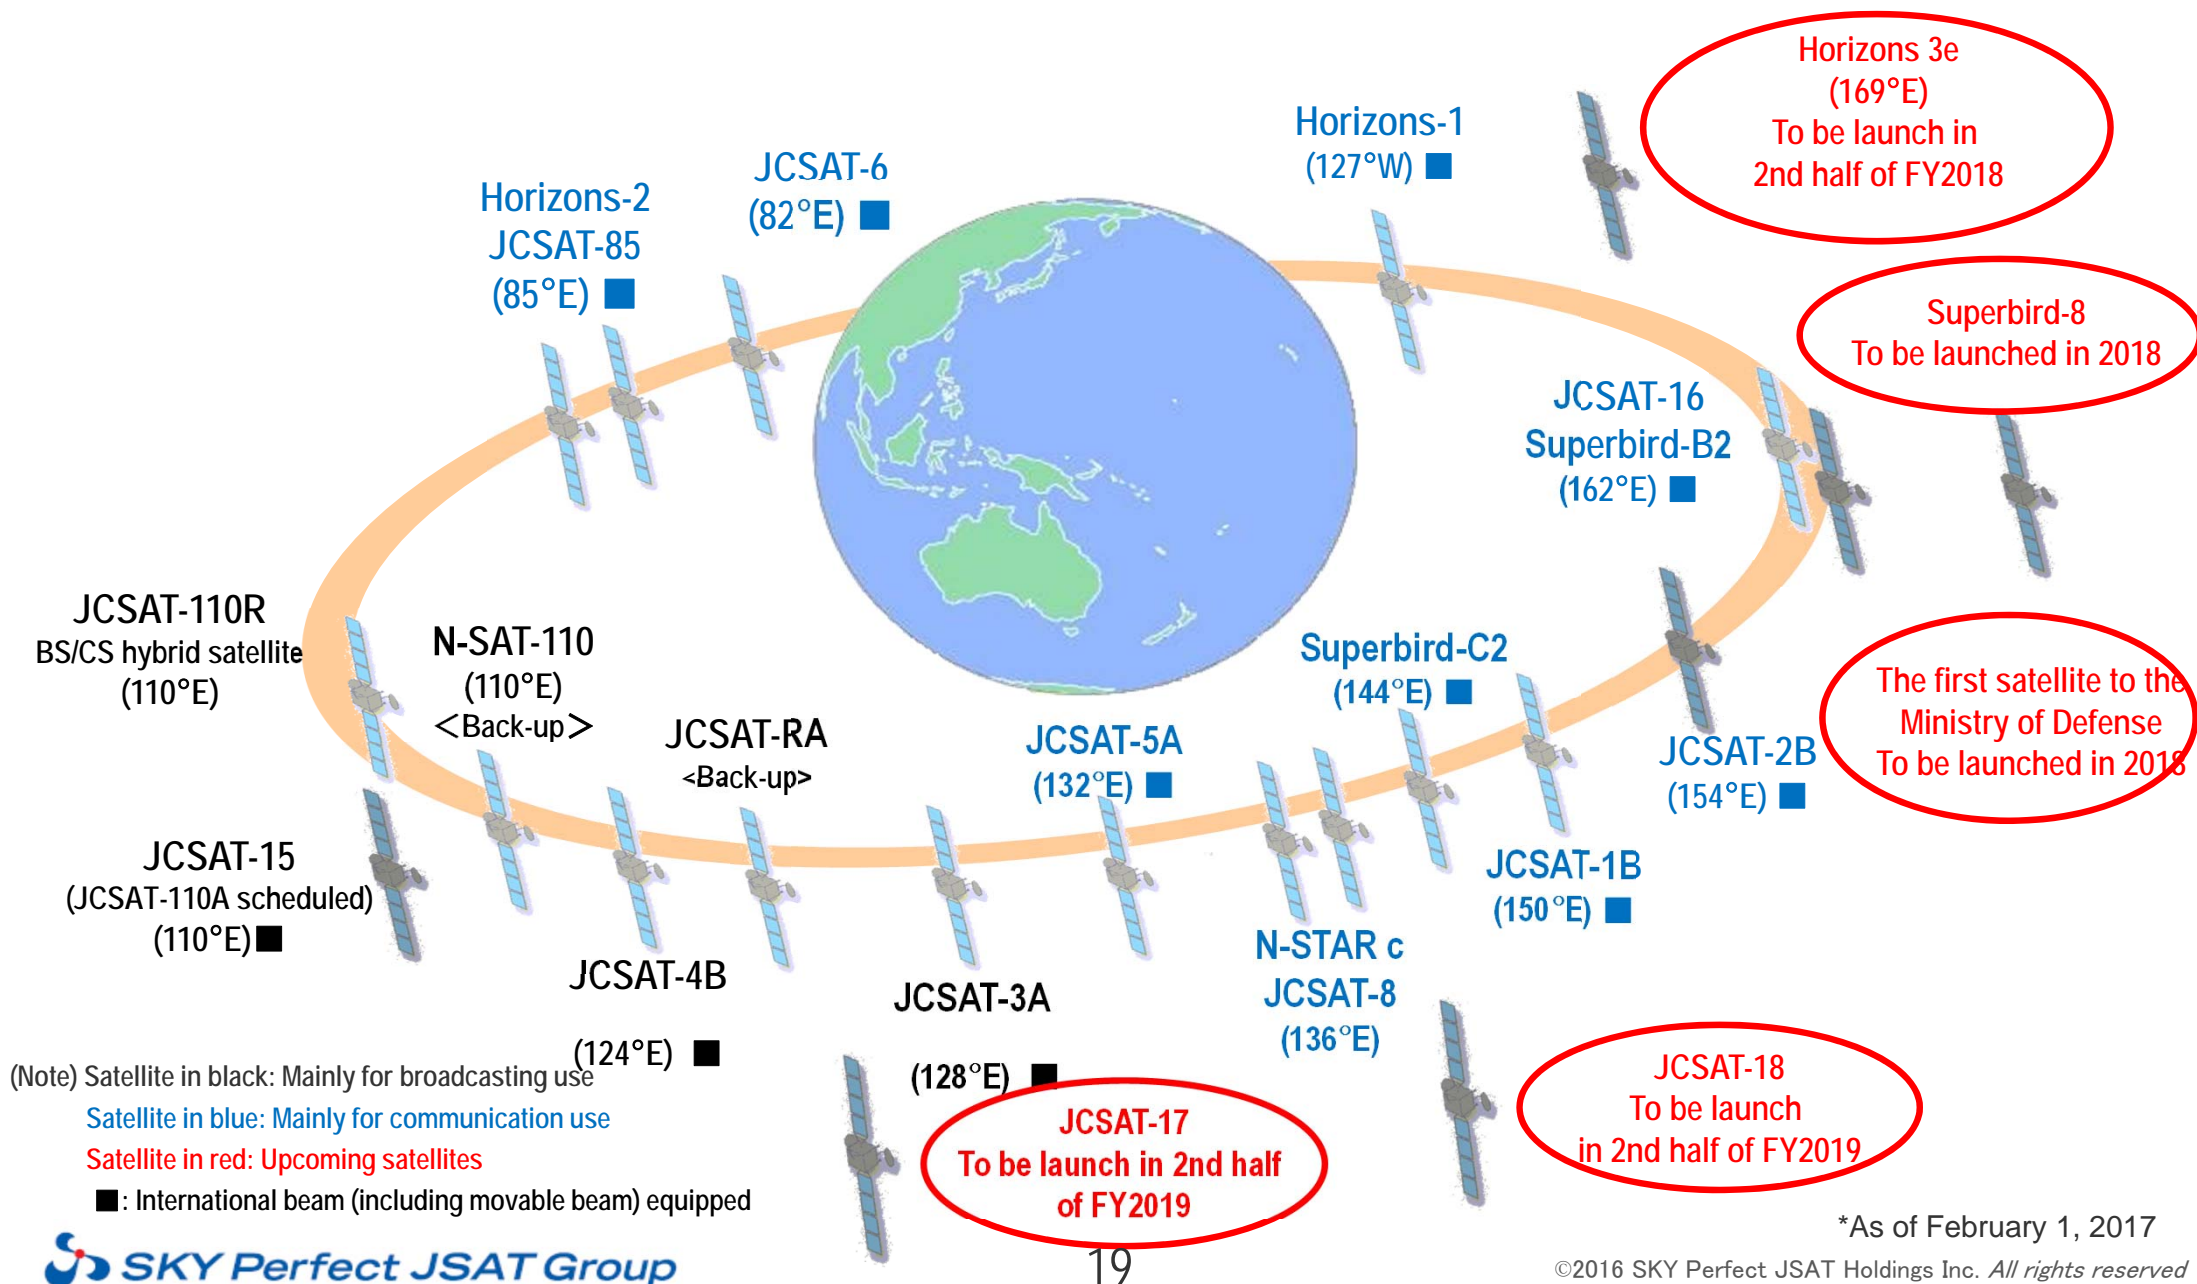 Horizons 3e
(169°E)
To be launch in
2nd half of FY2018
Horizons-1
(127°W) ■
JCSAT-6
(82°E) ■
Horizons-2
JCSAT-85
(85°E) ■
Superbird-8
To be launched in 2018
JCSAT-16
Superbird-B2
(162°E) ■
JCSAT-110R
BS/CS hybrid satellite
(110°E)
N-SAT-110
(110°E)
＜Back-up＞
JCSAT-RA
<Back-up>
JCSAT-5A
(132°E) ■
Superbird-C2
(144°E) ■
JCSAT-2B
(154°E) ■
The first satellite to the
Ministry of Defense
To be launched in 2018
JCSAT-15
(JCSAT-110A scheduled)
(110°E)■
JCSAT-4B
(124°E) ■
JCSAT-3A
(128°E) ■
N-STAR c
JCSAT-8
(136°E)
JCSAT-1B
(150°E) ■
JCSAT-17
To be launch in 2nd half
of FY2019
JCSAT-18
To be launch
in 2nd half of FY2019
(Note) Satellite in black: Mainly for broadcasting use
Satellite in blue: Mainly for communication use
Satellite in red: Upcoming satellites
■: International beam (including movable beam) equipped
*As of February 1, 2017
SKY Perfect JSAT Group
19
©2016 SKY Perfect JSAT Holdings Inc. All rights reserved